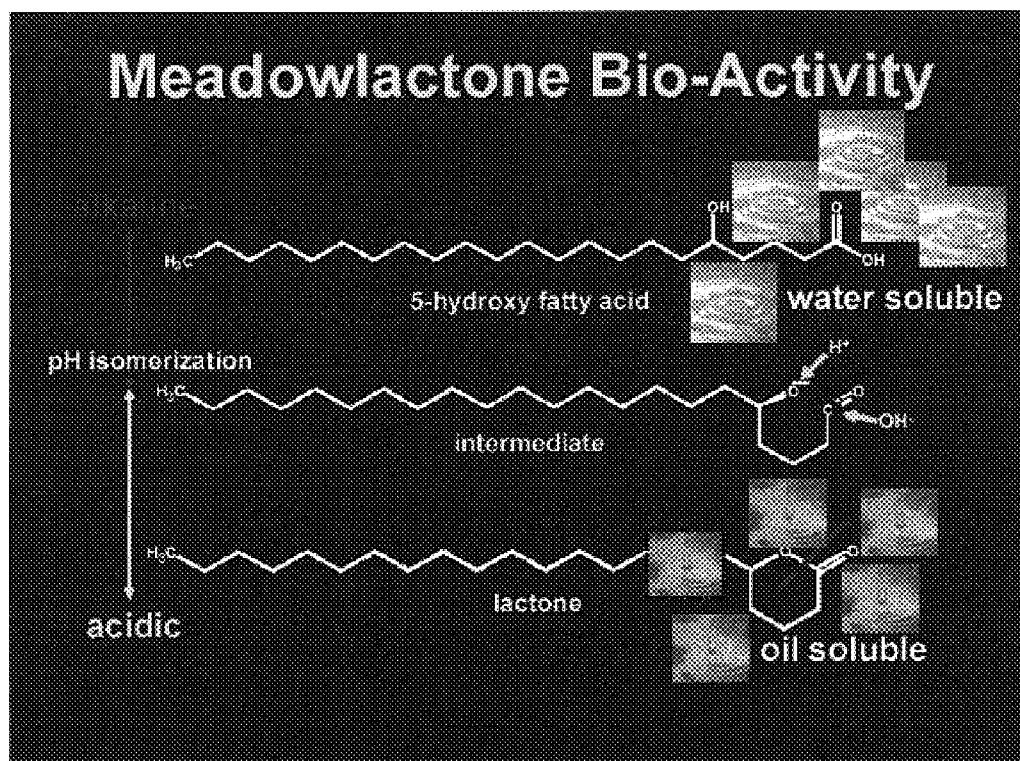 Meadowlactone Bio-Activity
alkaline
OH
O
H₃C
OH
5-hydroxy fatty acid
water soluble
pH isomerization
H⁺
H₃C
O
C
O
OH⁻
intermediate
H₃C
O
O
lactone
acidic
oil soluble